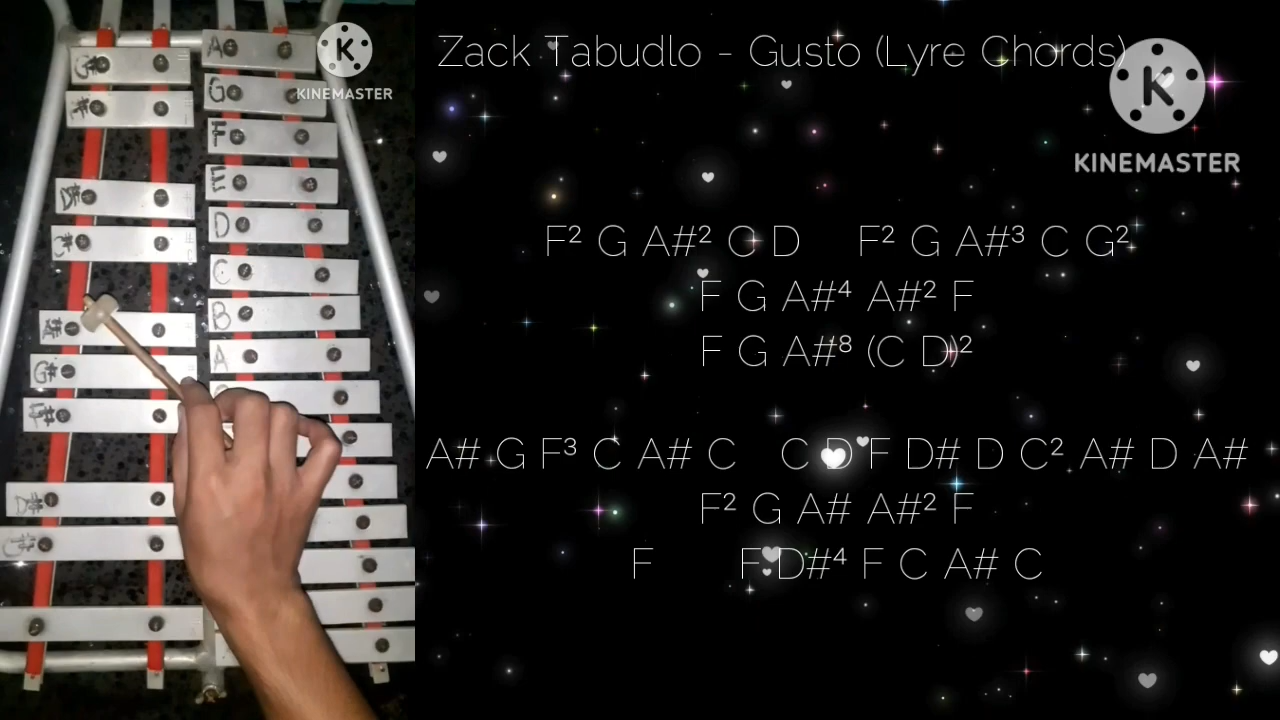 Zack Tabudlo - Gusto (Lyre Chords)
KINEMASTER
KINEMASTER
F² G A#² C D F² G A#³ C G²
F G A#⁴ A#² F
F G A#⁸ (C D)²
A# G F³ C A# C C D F D# D C² A# D A#
F² G A# A#² F
F F D#⁴ F C A# C
A
G#
G
F#
F
E
D#
D
C#
C
B
A#
A
G#
F#
D#
C#